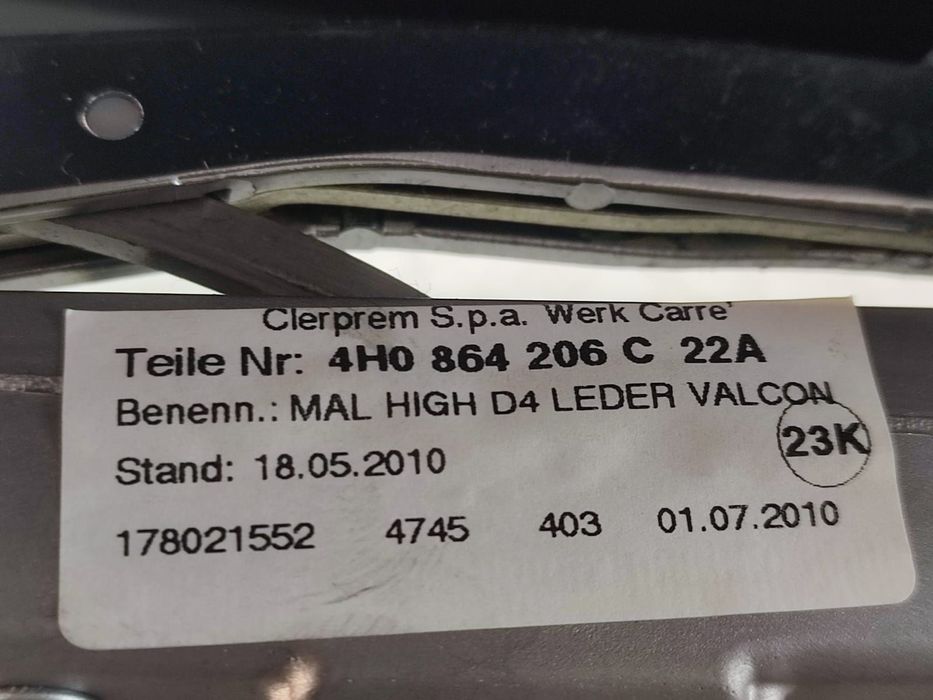 Clerprem S.p.a. Werk Carre'
Teile Nr: 4H0 864 206 C 22A
Benenn.: MAL HIGH D4 LEDER VALCON
23K
Stand: 18.05.2010
178021552 4745 403 01.07.2010